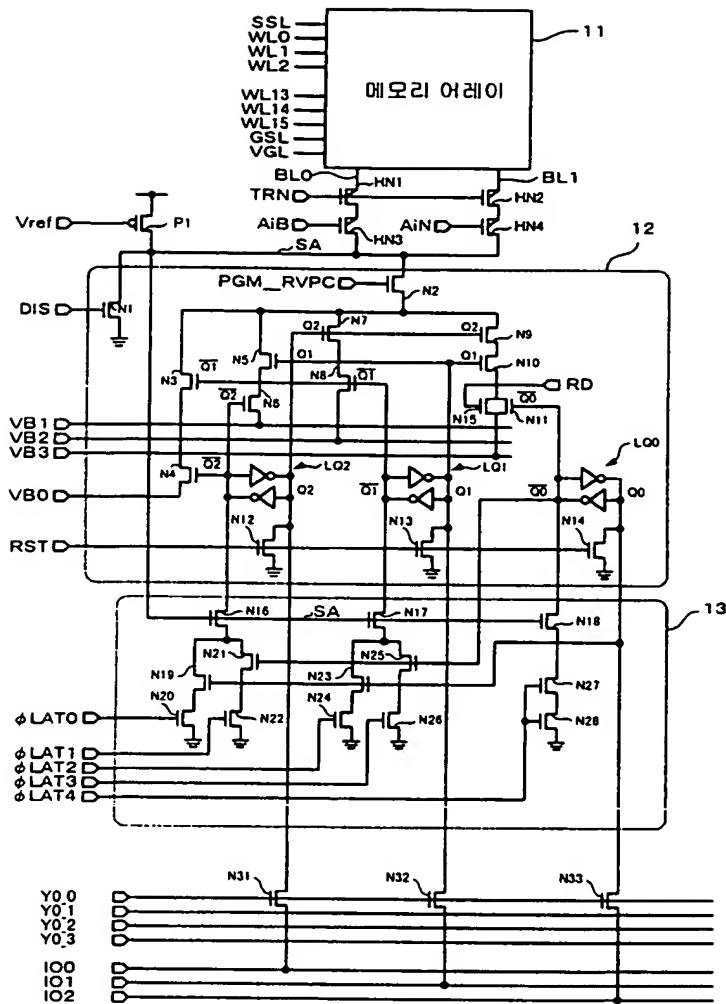 SSL
WL0
WL1
WL2
WL13
WL14
WL15
GSL
VGL
11
메모리 어레이
BL0
BL1
HN1
TRN
HN2
Vref
P1
AiB
AiN
HN3
HN4
SA
12
PGM_RVPC
N2
DIS
N1
Q2
N7
Q2
N9
N5
Q1
Q1
N10
N3
Q1
N8
Q1
RD
Q2
N6
N15
Q0
N11
VB1
VB2
VB3
LQ0
N4
Q2
LQ2
LQ1
VB0
Q2
Q1
Q1
Q0
Q0
N12
N13
N14
RST
N16
SA
N17
N18
13
N21
N25
N19
N23
N20
N24
N27
φLAT0
N22
N26
N28
φLAT1
φLAT2
φLAT3
φLAT4
N31
N32
N33
Y0_0
Y0_1
Y0_2
Y0_3
IO0
IO1
IO2